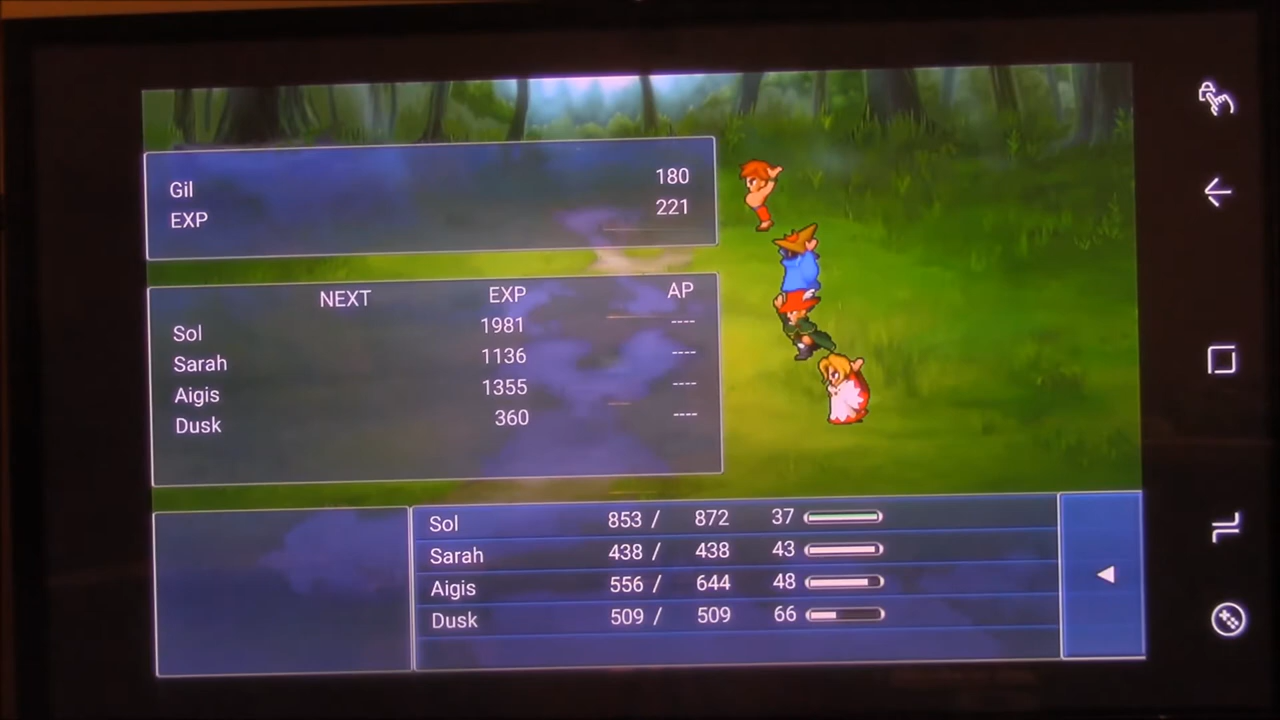 Gil 180
EXP 221
NEXT EXP AP
Sol 1981 ----
Sarah 1136 ----
Aigis 1355 ----
Dusk 360 ----
Sol 853 / 872 37
Sarah 438 / 438 43
Aigis 556 / 644 48
Dusk 509 / 509 66